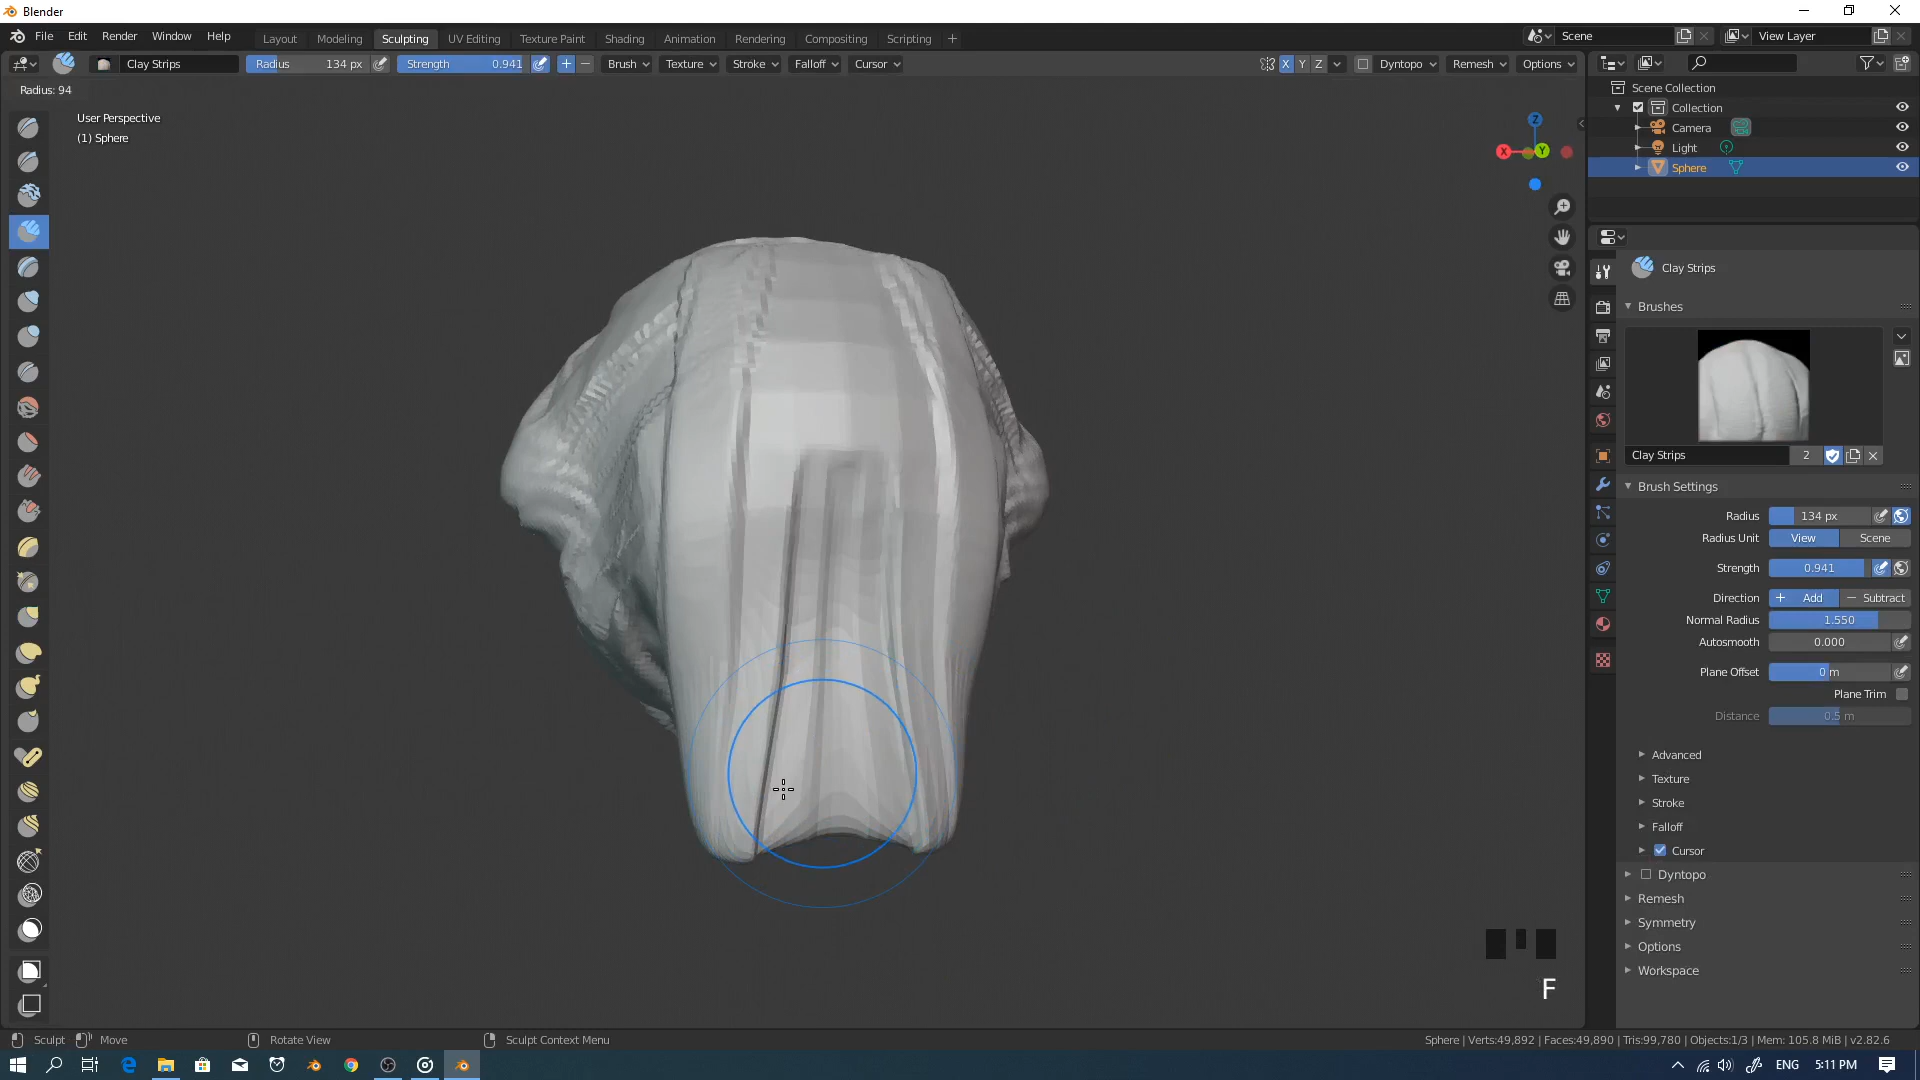 Blender
File Edit Render Window Help
Layout Modeling Sculpting UV Editing Texture Paint Shading Animation Rendering Compositing Scripting +
Scene
View Layer
Clay Strips
Radius 134 px
Strength 0.941
Brush Texture Stroke Falloff Cursor
X Y Z
Dyntopo Remesh Options
Radius: 94
User Perspective
(1) Sphere
Z
X Y
Scene Collection
Collection
Camera
Light
Sphere
Clay Strips
Brushes
Clay Strips 2
Brush Settings
Radius 134 px
Radius Unit View Scene
Strength 0.941
Direction + Add − Subtract
Normal Radius 1.550
Autosmooth 0.000
Plane Offset 0 m
Plane Trim
Distance 0.5 m
Advanced
Texture
Stroke
Falloff
Cursor
Dyntopo
Remesh
Symmetry
Options
Workspace
F
Sculpt Move Rotate View Sculpt Context Menu
Sphere | Verts:49,892 | Faces:49,890 | Tris:99,780 | Objects:1/3 | Mem: 105.8 MiB | v2.82.6
ENG 5:11 PM